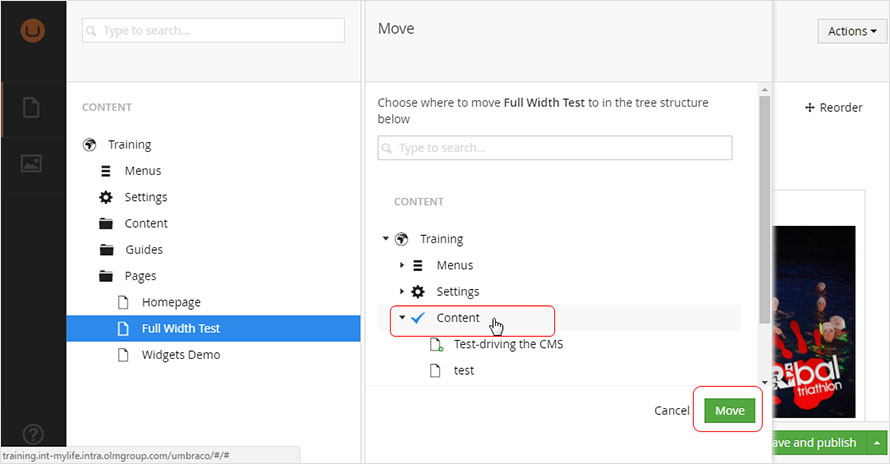 Type to search...
CONTENT
Training
Menus
Settings
Content
Guides
Pages
Homepage
Full Width Test
Widgets Demo
training.int-mylife.intra.olmgroup.com/umbraco/#/#
Move
Choose where to move Full Width Test to in the tree structure
below
Type to search...
CONTENT
Training
Menus
Settings
Content
Test-driving the CMS
test
Cancel
Move
Actions
Reorder
triathlon
ave and publish